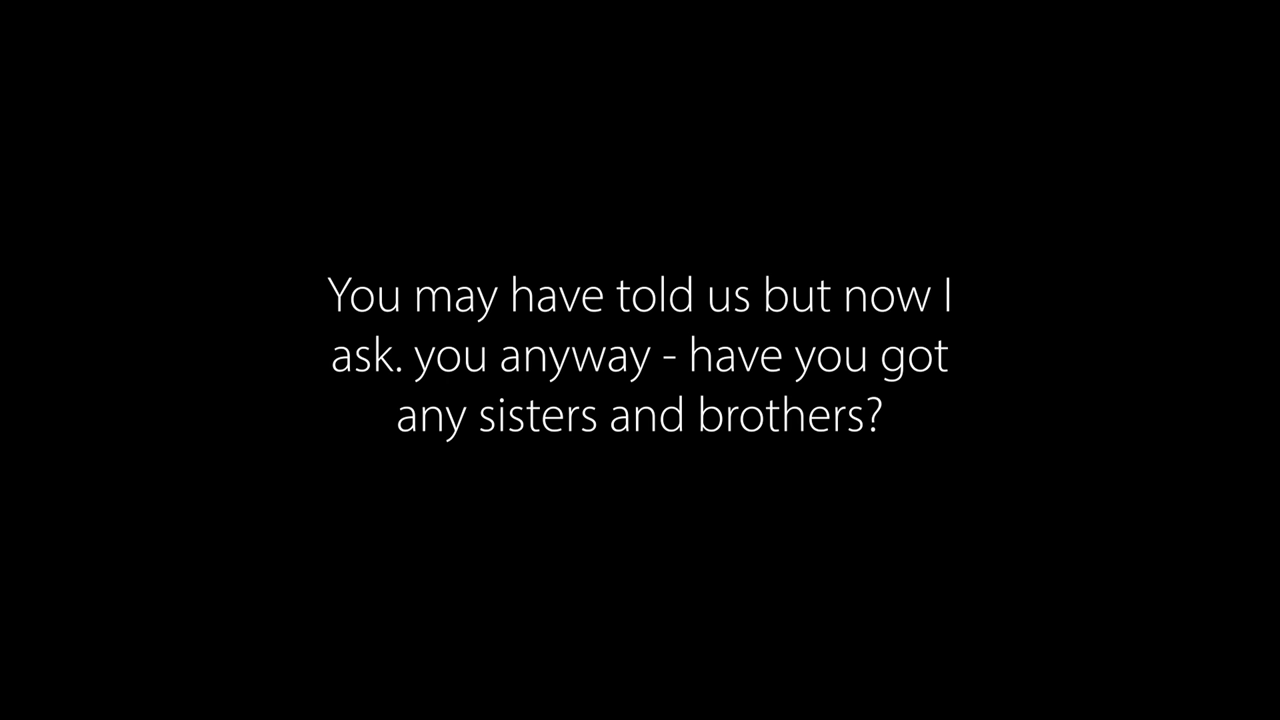 You may have told us but now I
ask. you anyway - have you got
any sisters and brothers?